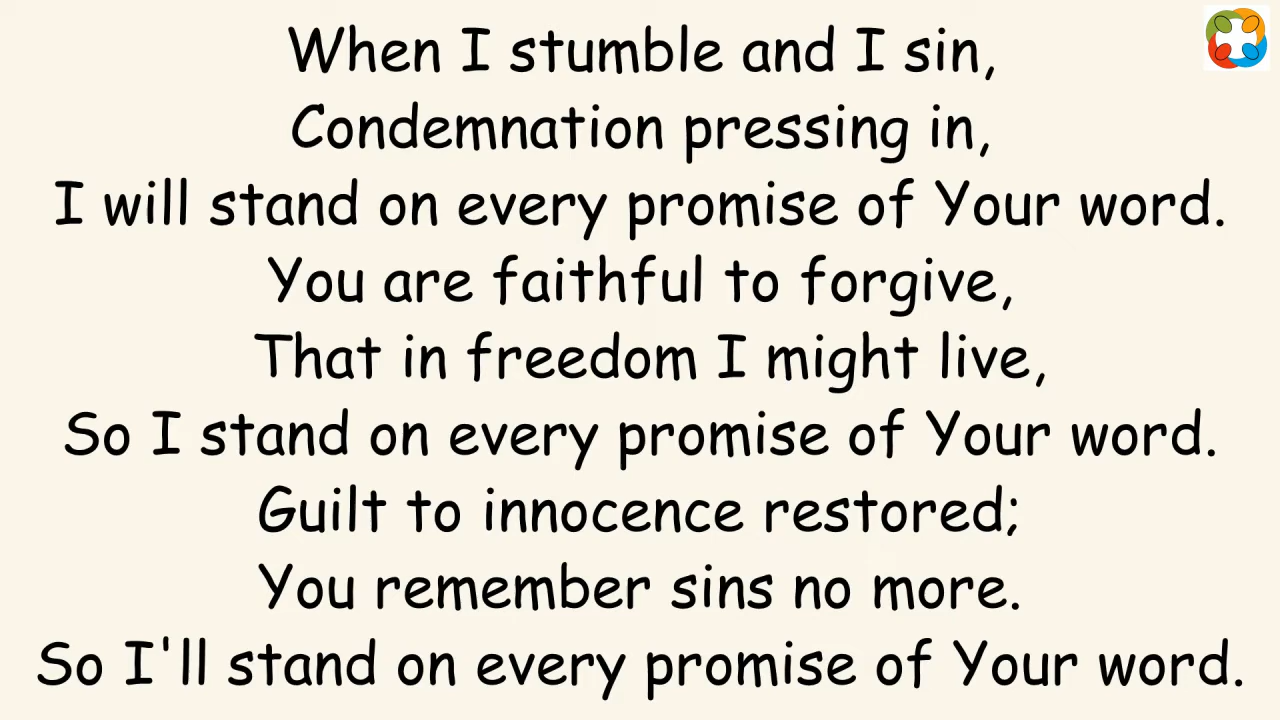 When I stumble and I sin,
Condemnation pressing in,
I will stand on every promise of Your word.
You are faithful to forgive,
That in freedom I might live,
So I stand on every promise of Your word.
Guilt to innocence restored;
You remember sins no more.
So I'll stand on every promise of Your word.